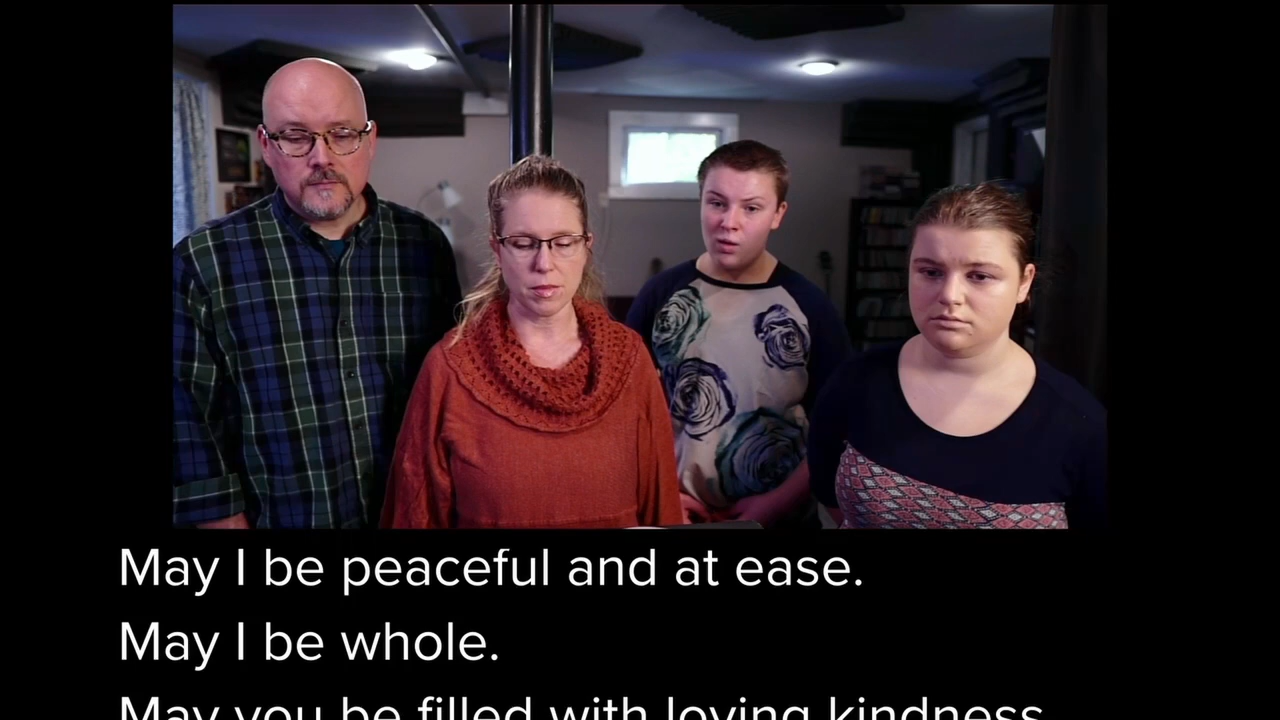 May I be peaceful and at ease.
May I be whole.
May you be filled with loving kindness